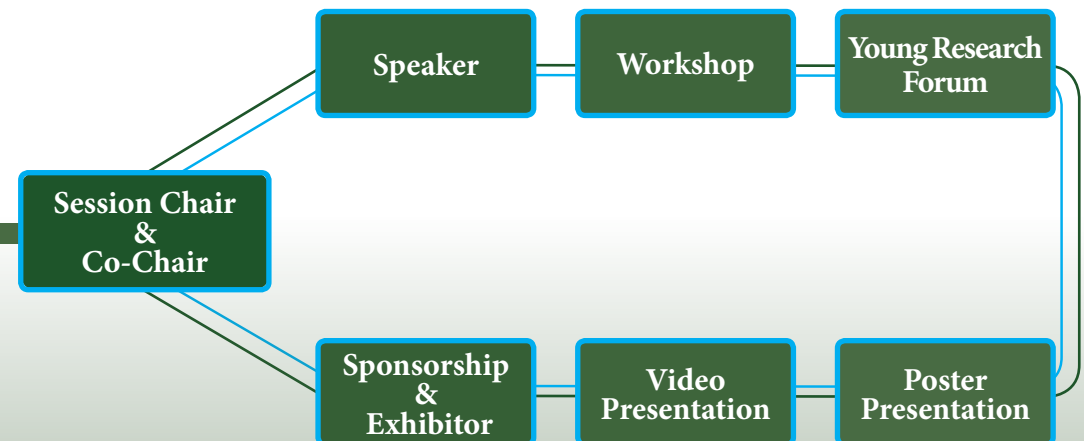 Speaker
Workshop
Young Research
Forum
Session Chair
&
Co-Chair
Sponsorship
&
Exhibitor
Video
Presentation
Poster
Presentation